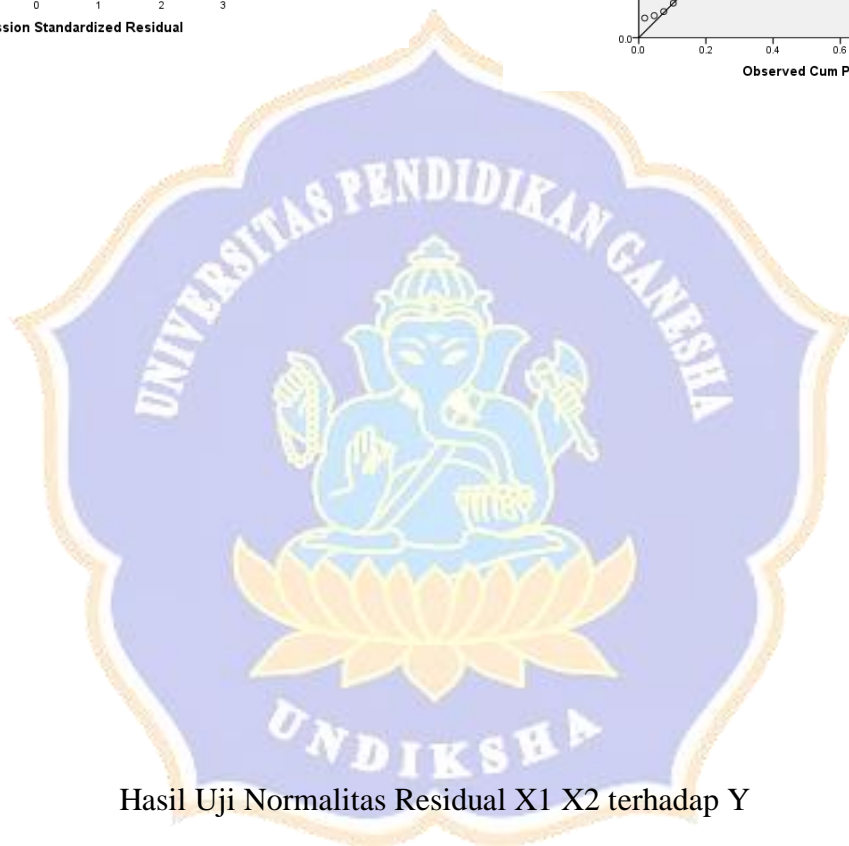 0 1 2 3
ssion Standardized Residual
0.0
0.0 0.2 0.4 0.6
Observed Cum P
UNIVERSITAS PENDIDIKAN GANESHA
UNDIKSHA
Hasil Uji Normalitas Residual X1 X2 terhadap Y